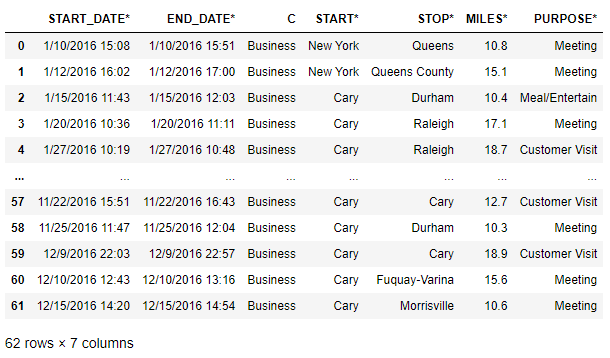 START_DATE* END_DATE* C START* STOP* MILES* PURPOSE*
0 1/10/2016 15:08 1/10/2016 15:51 Business New York Queens 10.8 Meeting
1 1/12/2016 16:02 1/12/2016 17:00 Business New York Queens County 15.1 Meeting
2 1/15/2016 11:43 1/15/2016 12:03 Business Cary Durham 10.4 Meal/Entertain
3 1/20/2016 10:36 1/20/2016 11:11 Business Cary Raleigh 17.1 Meeting
4 1/27/2016 10:19 1/27/2016 10:48 Business Cary Raleigh 18.7 Customer Visit
... ... ... ... ... ... ... ...
57 11/22/2016 15:51 11/22/2016 16:43 Business Cary Cary 12.7 Customer Visit
58 11/25/2016 11:47 11/25/2016 12:04 Business Cary Durham 10.3 Meeting
59 12/9/2016 22:03 12/9/2016 22:57 Business Cary Cary 18.9 Customer Visit
60 12/10/2016 12:43 12/10/2016 13:16 Business Cary Fuquay-Varina 15.6 Meeting
61 12/15/2016 14:20 12/15/2016 14:54 Business Cary Morrisville 10.6 Meeting
62 rows × 7 columns